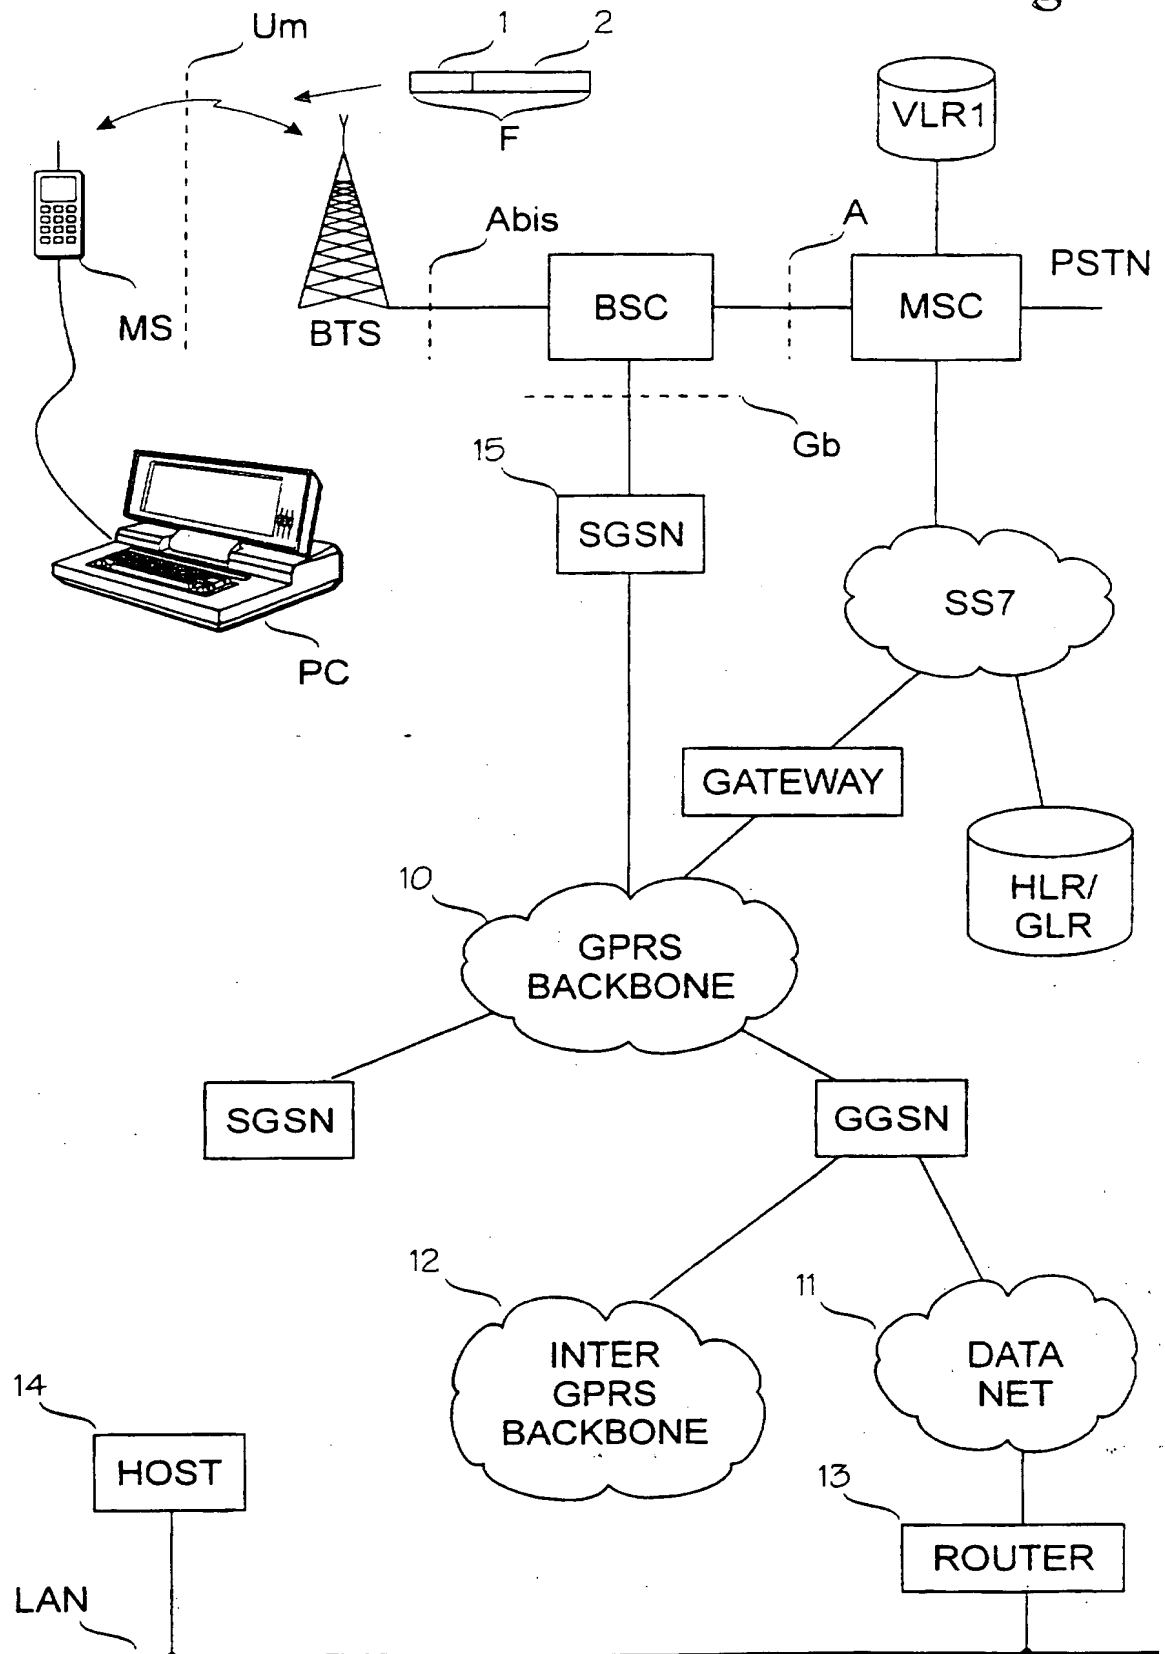 Um
1
2
F
VLR1
MS
BTS
Abis
BSC
A
MSC
PSTN
Gb
15
SGSN
SS7
PC
GATEWAY
HLR/
GLR
10
GPRS
BACKBONE
SGSN
GGSN
12
INTER
GPRS
BACKBONE
11
DATA
NET
14
HOST
13
ROUTER
LAN